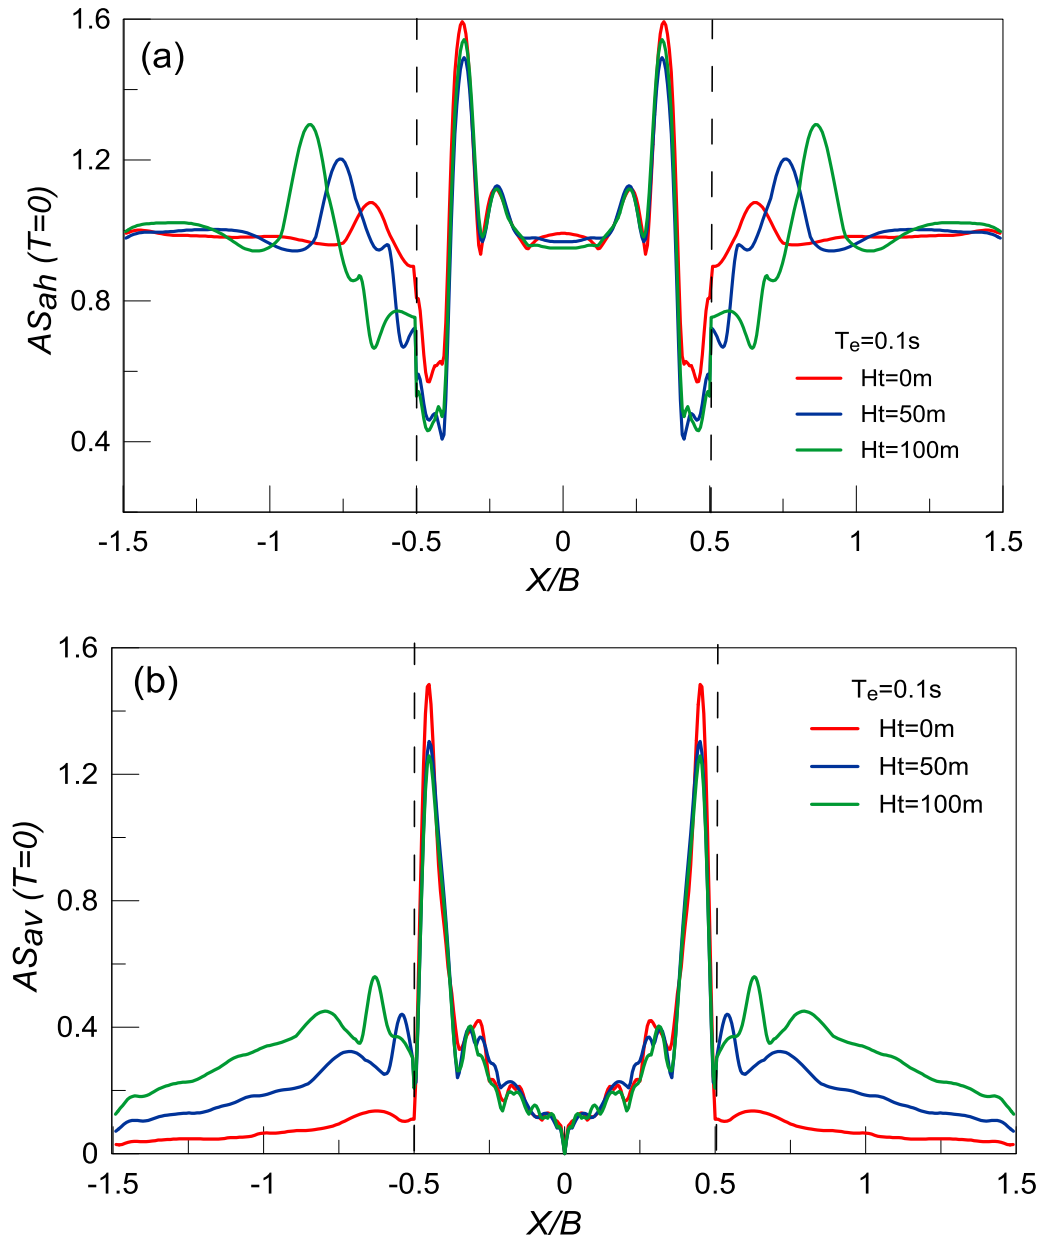 (a)
1.6
1.2
0.8
0.4
ASah (T=0)
Te=0.1s
Ht=0m
Ht=50m
Ht=100m
-1.5 -1 -0.5 0 0.5 1 1.5
X/B
(b)
1.6
1.2
0.8
0.4
0
ASav (T=0)
Te=0.1s
Ht=0m
Ht=50m
Ht=100m
-1.5 -1 -0.5 0 0.5 1 1.5
X/B